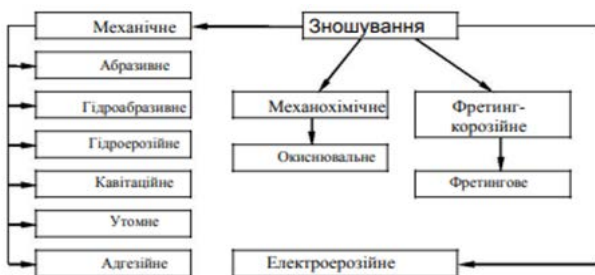 Зношування
Механічне
Абразивне
Гідроабразивне
Гідроерозійне
Кавітаційне
Утомне
Адгезійне
Механохімічне
Окиснювальне
Фретинг-
корозійне
Фретингове
Електроерозійне